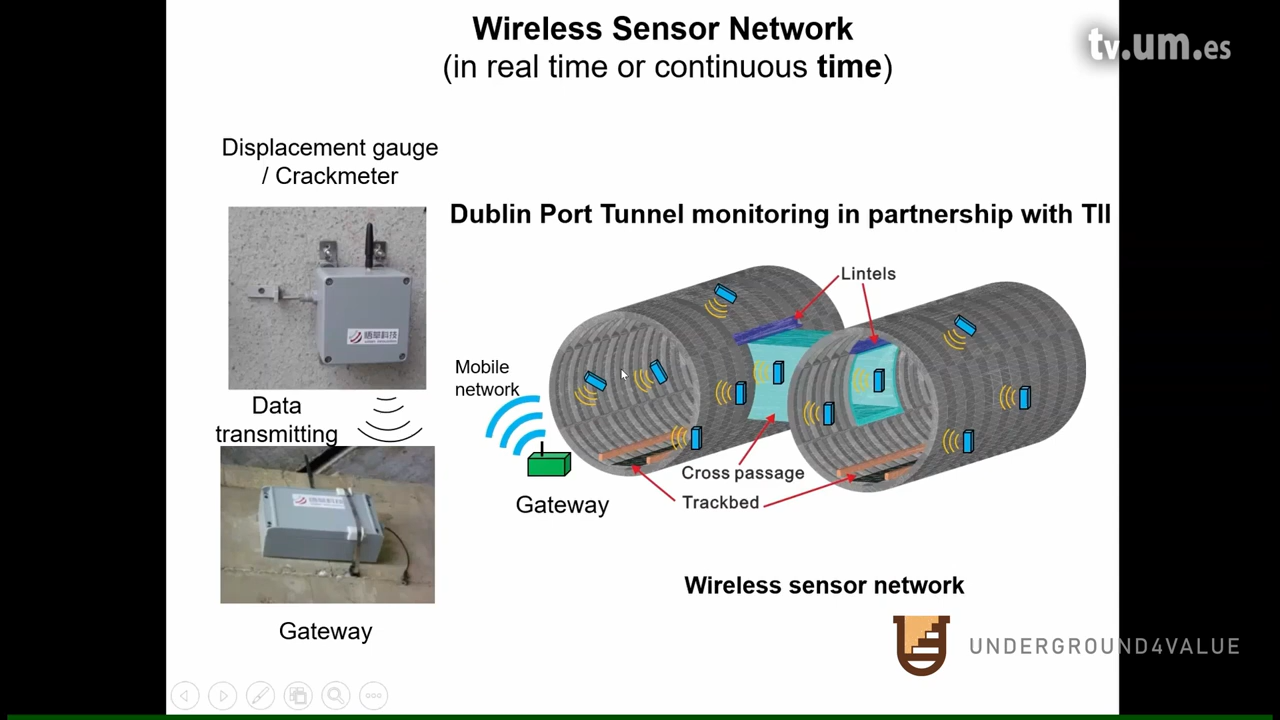 Wireless Sensor Network
(in real time or continuous time)
tv.um.es
Displacement gauge
/ Crackmeter
Dublin Port Tunnel monitoring in partnership with TII
Lintels
Mobile
network
Data
transmitting
Cross passage
Trackbed
Gateway
Gateway
Wireless sensor network
UNDERGROUND4VALUE